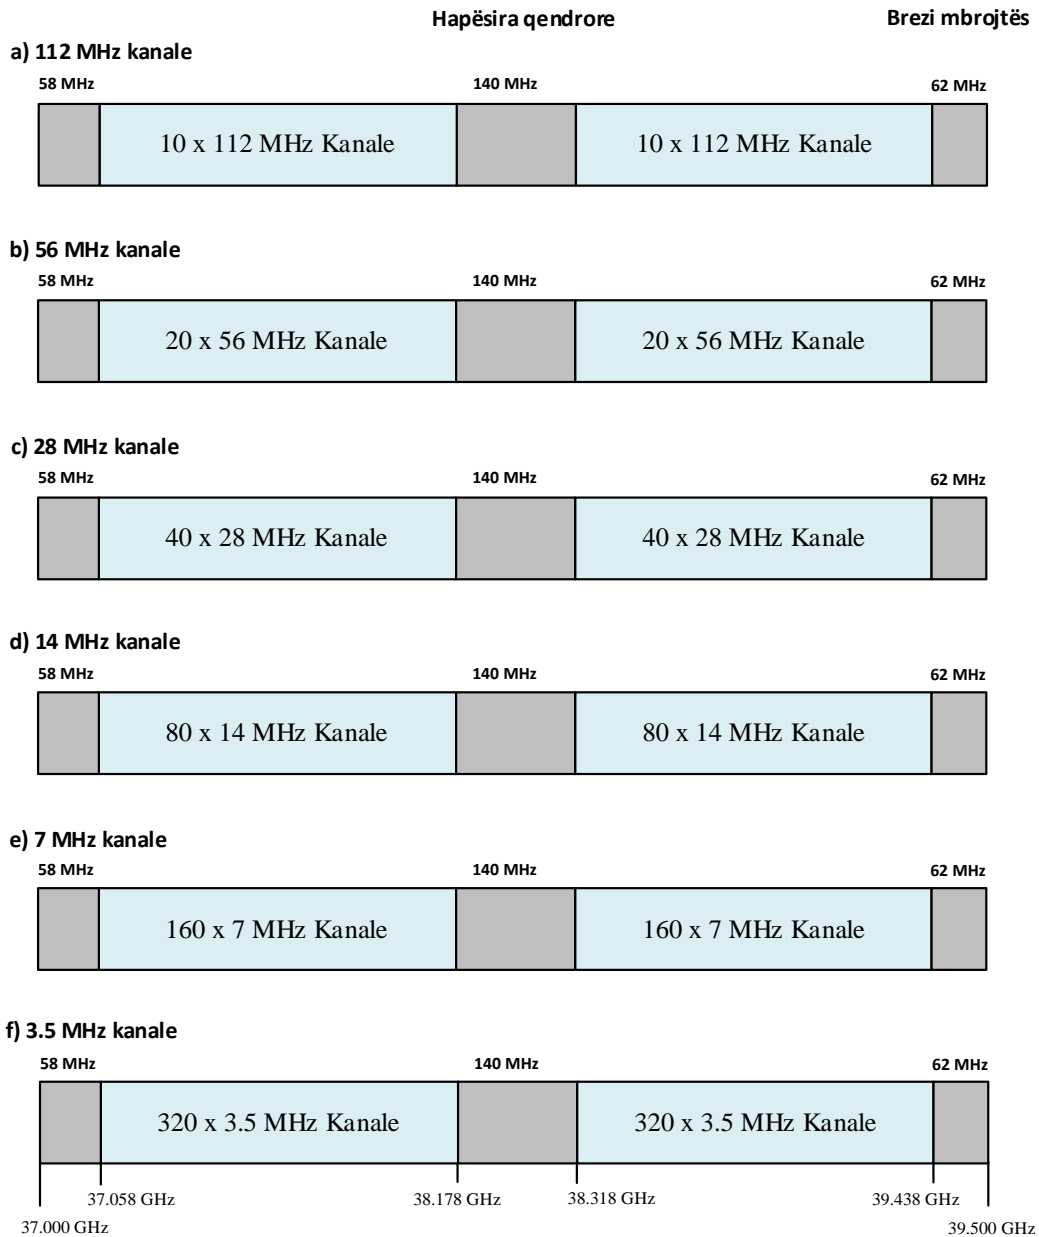 Hapësira qendrore Brezi mbrojtës
a) 112 MHz kanale
58 MHz 140 MHz 62 MHz
10 x 112 MHz Kanale 10 x 112 MHz Kanale
b) 56 MHz kanale
58 MHz 140 MHz 62 MHz
20 x 56 MHz Kanale 20 x 56 MHz Kanale
c) 28 MHz kanale
58 MHz 140 MHz 62 MHz
40 x 28 MHz Kanale 40 x 28 MHz Kanale
d) 14 MHz kanale
58 MHz 140 MHz 62 MHz
80 x 14 MHz Kanale 80 x 14 MHz Kanale
e) 7 MHz kanale
58 MHz 140 MHz 62 MHz
160 x 7 MHz Kanale 160 x 7 MHz Kanale
f) 3.5 MHz kanale
58 MHz 140 MHz 62 MHz
320 x 3.5 MHz Kanale 320 x 3.5 MHz Kanale
37.058 GHz 38.178 GHz 38.318 GHz 39.438 GHz
37.000 GHz 39.500 GHz